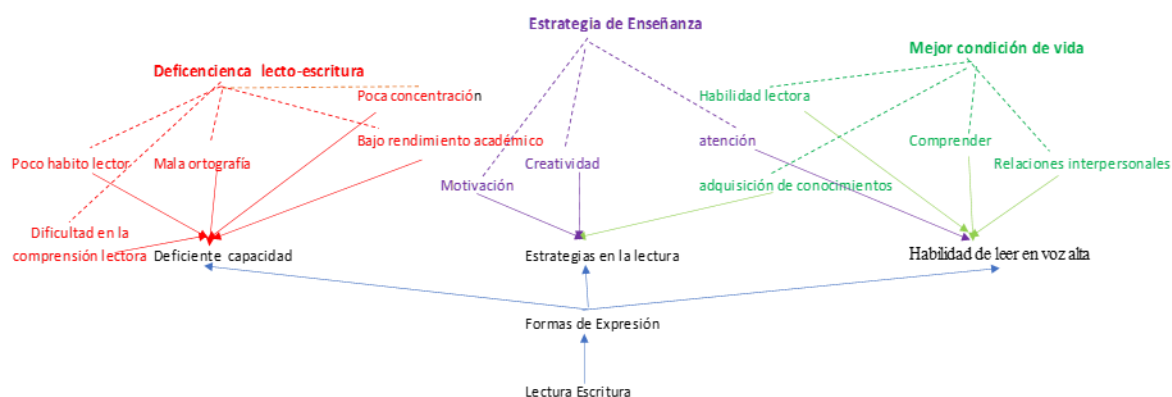 Estrategia de Enseñanza
Mejor condición de vida
Deficencienca lecto-escritura
Poca concentración
Habilidad lectora
Bajo rendimiento académico
atención
Comprender
Poco habito lector
Mala ortografía
Creatividad
Relaciones interpersonales
Motivación
adquisición de conocimientos
Dificultad en la
comprensión lectora
Deficiente capacidad
Estrategias en la lectura
Habilidad de leer en voz alta
Formas de Expresión
Lectura Escritura